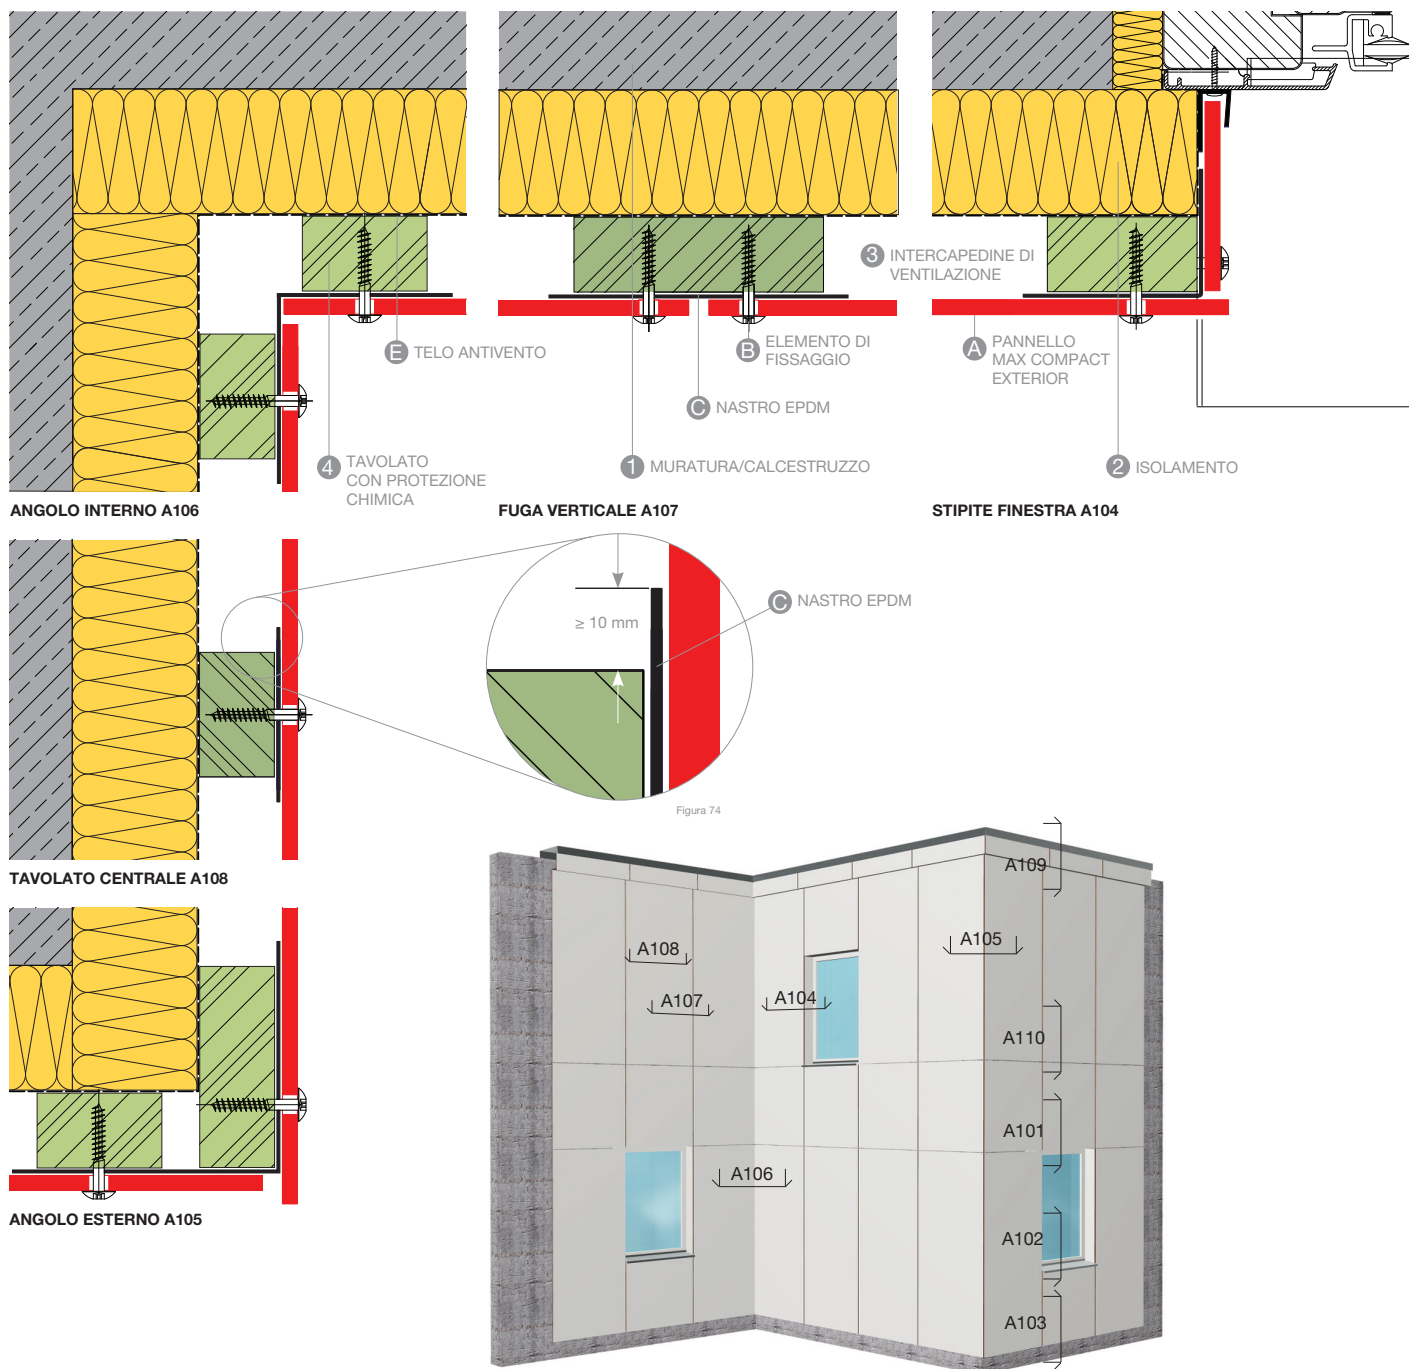 3 INTERCAPEDINE DI
VENTILAZIONE
E TELO ANTIVENTO
B ELEMENTO DI
FISSAGGIO
A PANNELLO
MAX COMPACT
EXTERIOR
C NASTRO EPDM
4 TAVOLATO
CON PROTEZIONE
CHIMICA
1 MURATURA/CALCESTRUZZO
2 ISOLAMENTO
ANGOLO INTERNO A106
FUGA VERTICALE A107
STIPITE FINESTRA A104
≥ 10 mm
C NASTRO EPDM
Figura 74
TAVOLATO CENTRALE A108
ANGOLO ESTERNO A105
A109
A108
A105
A107
A104
A110
A101
A106
A102
A103